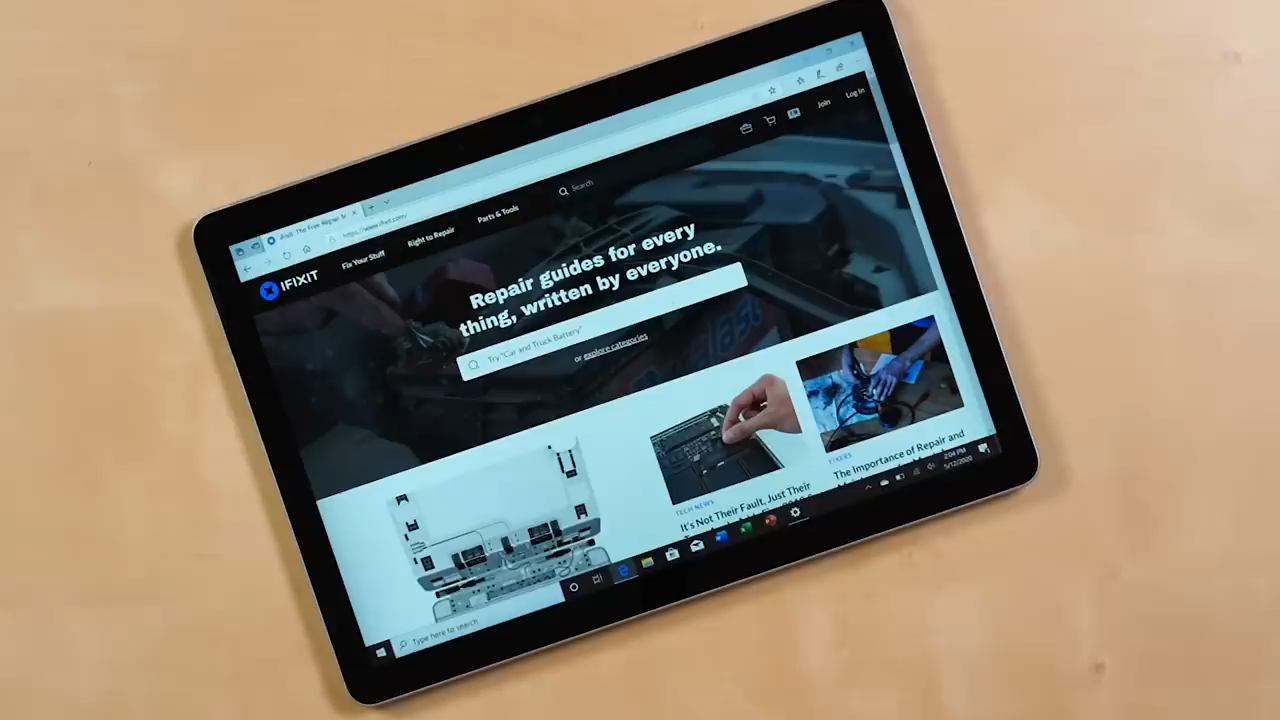 iFixit: The Free Repair M
https://www.ifixit.com/
IFIXIT
Fix Your Stuff
Right to Repair
Parts & Tools
Search
Join
Log In
Repair guides for every
thing, written by everyone.
Try "Car and Truck Battery"
or explore categories
TECH NEWS
It's Not Their Fault. Just Their
FIXERS
The Importance of Repair and
Type here to search
2:04 PM
5/12/2020